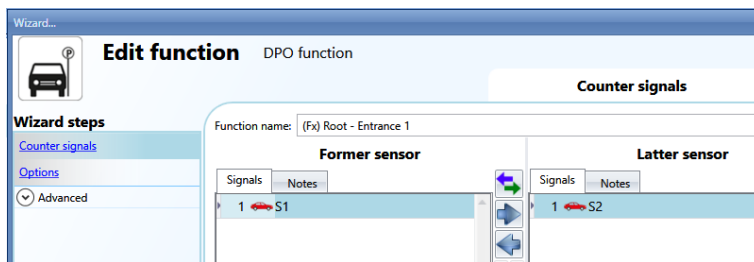 Wizard...
Edit function DPO function
Counter signals
Wizard steps
Counter signals
Options
Advanced
Function name: (Fx) Root - Entrance 1
Former sensor
Signals Notes
1 S1
Latter sensor
Signals Notes
1 S2